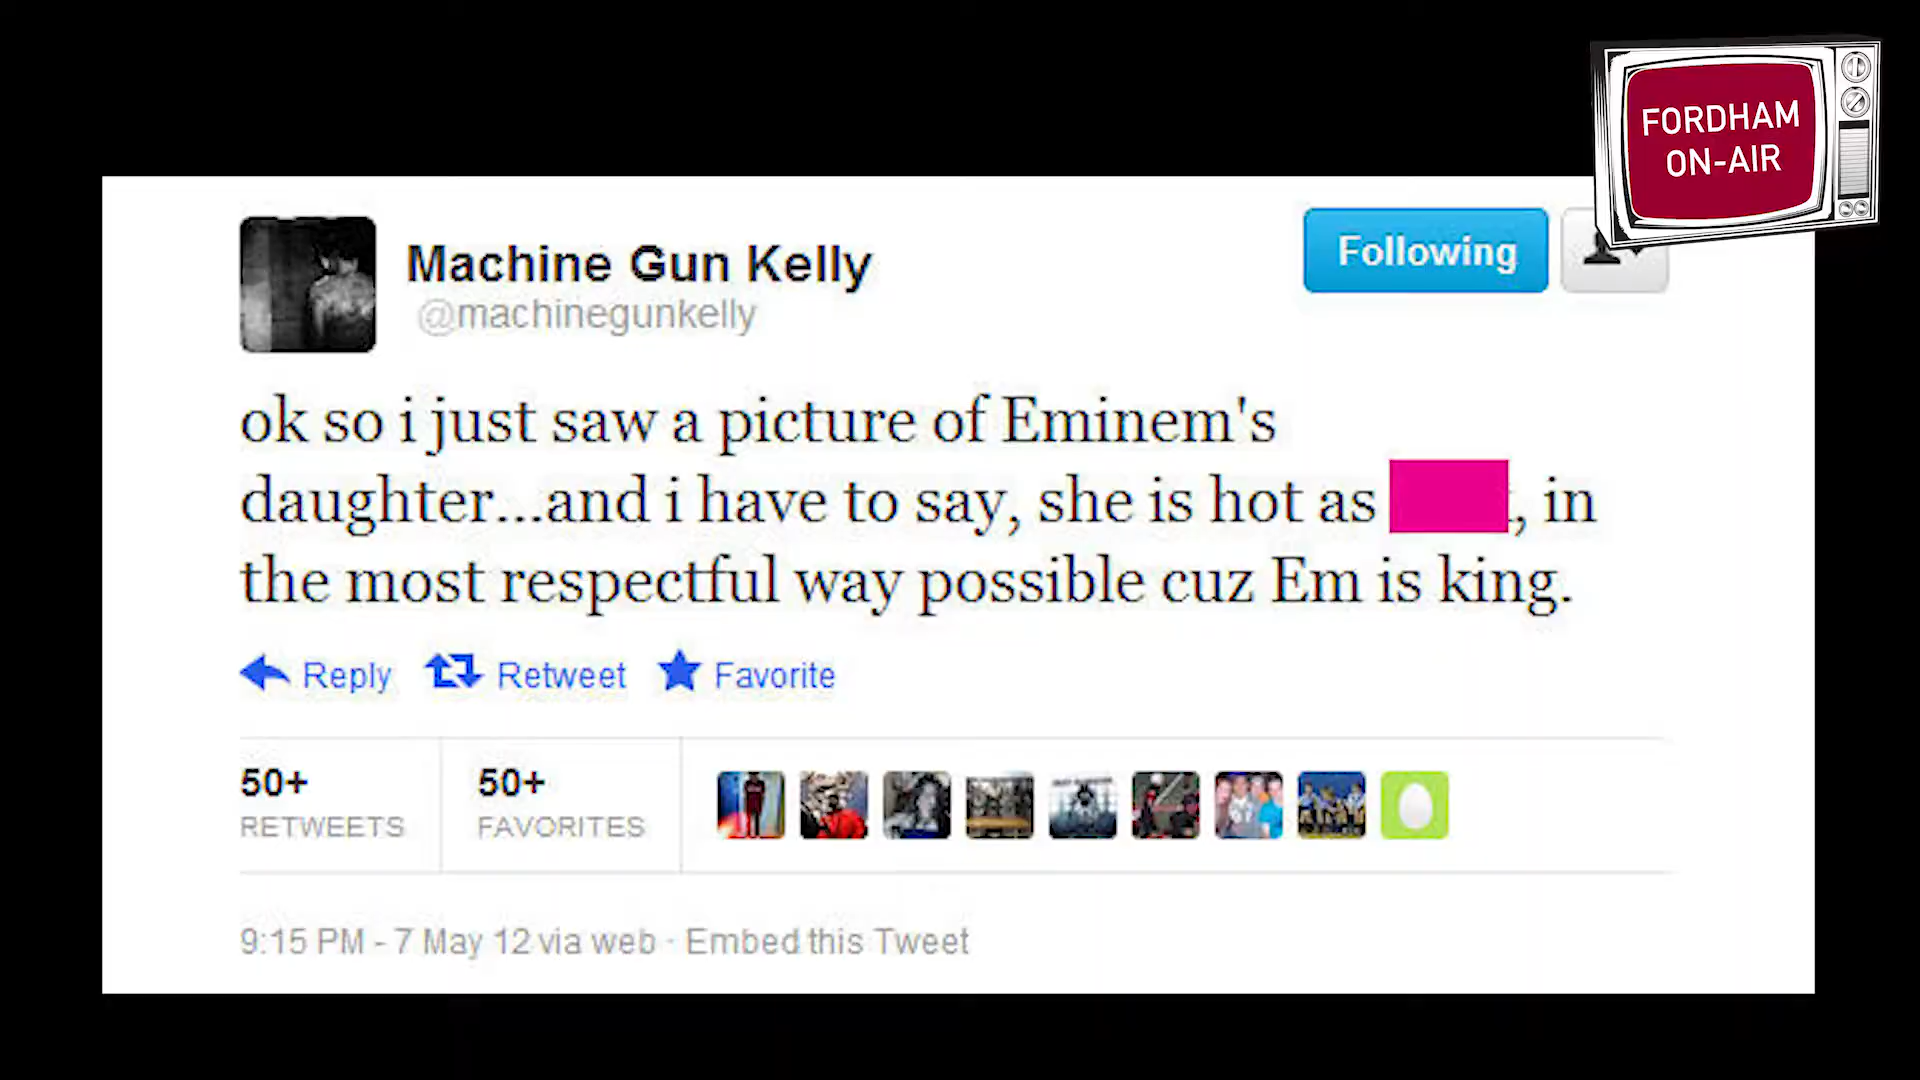 FORDHAM
ON-AIR
Machine Gun Kelly
@machinegunkelly
Following
ok so i just saw a picture of Eminem's
daughter...and i have to say, she is hot as , in
the most respectful way possible cuz Em is king.
Reply Retweet Favorite
50+ 50+
RETWEETS FAVORITES
9:15 PM - 7 May 12 via web · Embed this Tweet